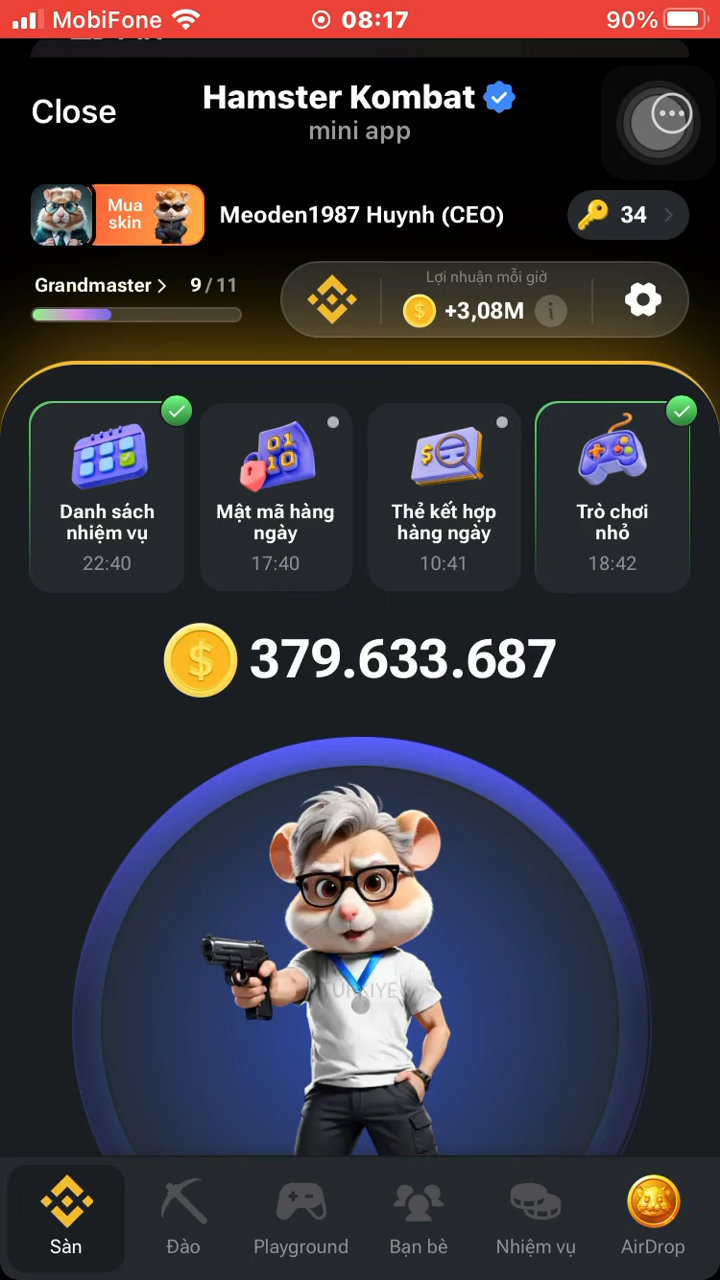 MobiFone
08:17
90%
Close
Hamster Kombat
mini app
Mua
skin
Meoden1987 Huynh (CEO)
34
Grandmaster
9/11
Lợi nhuận mỗi giờ
+3,08M
Danh sách
nhiệm vụ
22:40
Mật mã hàng
ngày
17:40
Thẻ kết hợp
hàng ngày
10:41
Trò chơi
nhỏ
18:42
379.633.687
TURKIYE
Sàn
Đào
Playground
Bạn bè
Nhiệm vụ
AirDrop